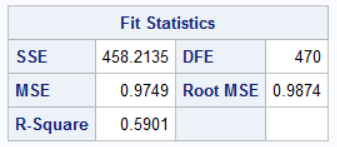 Fit Statistics
SSE 458.2135 DFE 470
MSE 0.9749 Root MSE 0.9874
R-Square 0.5901